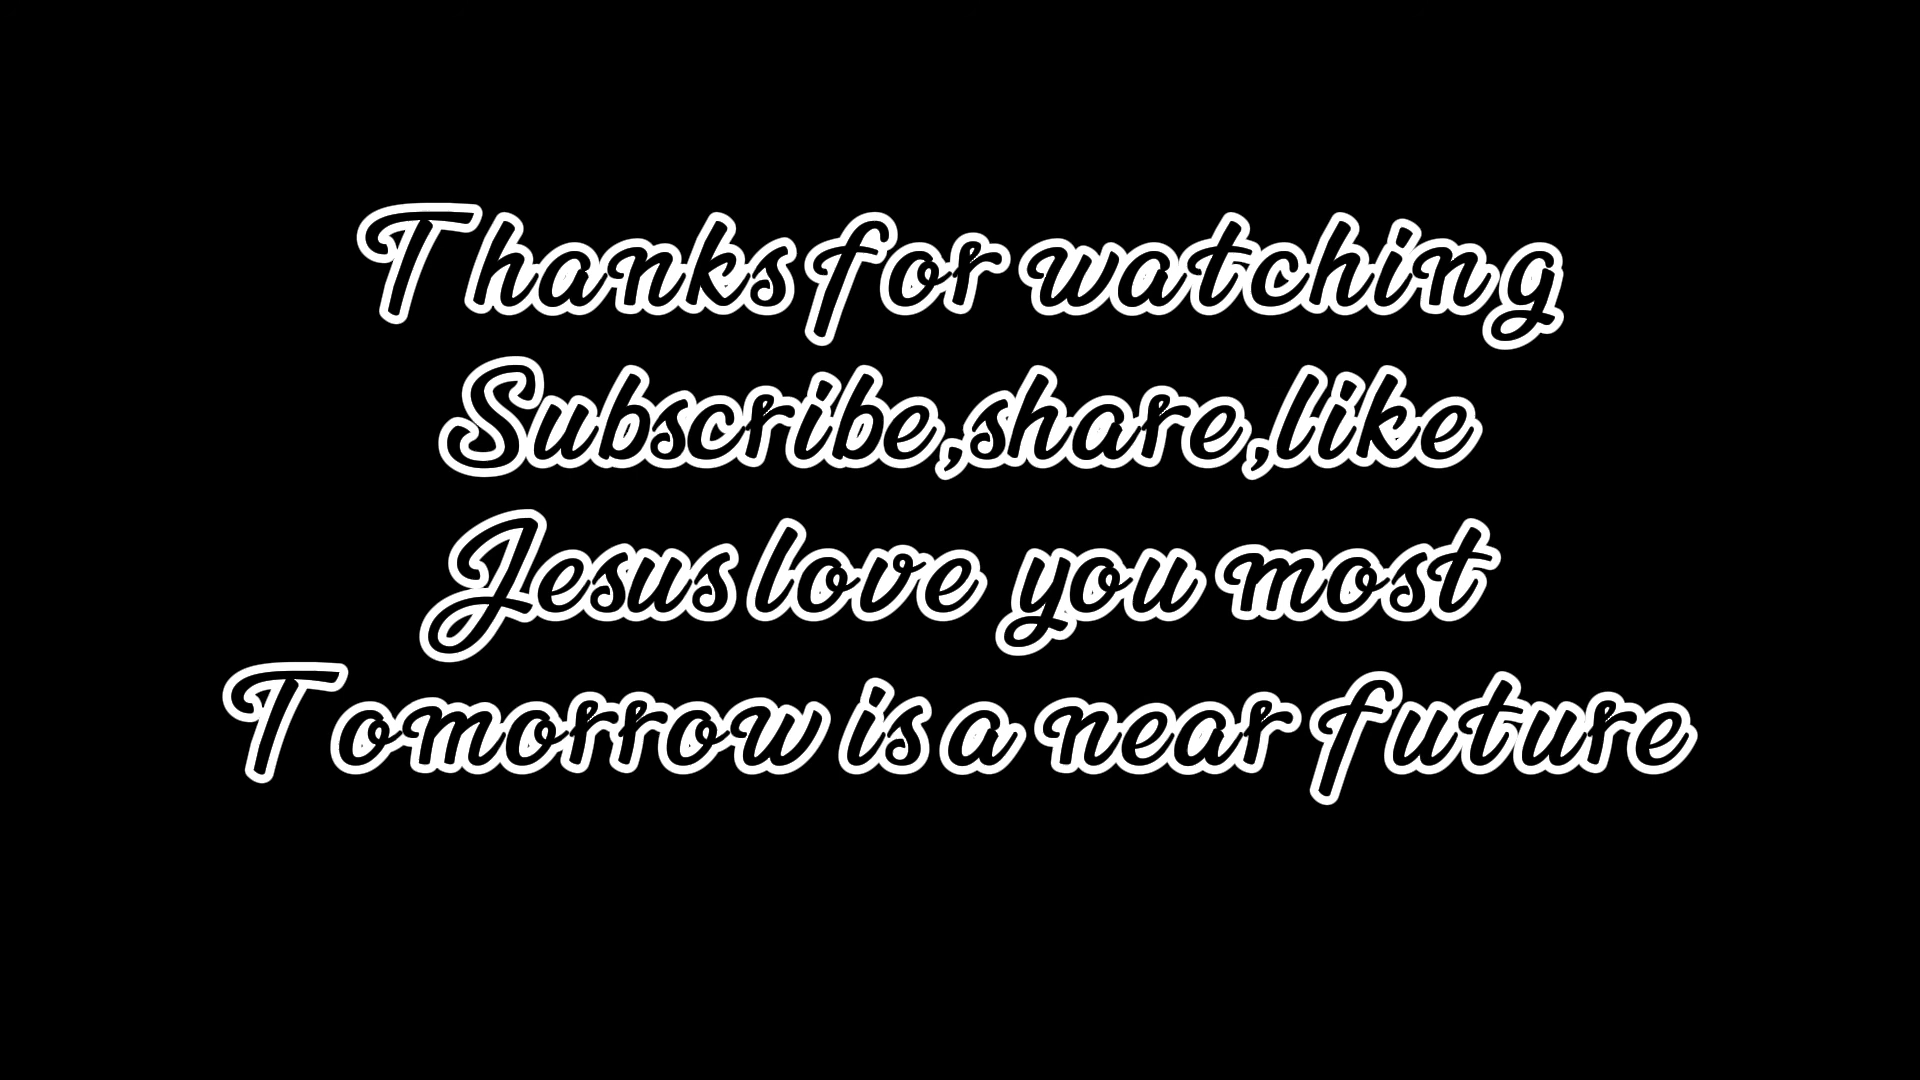 Thanks for watching
Subscribe,share,like
Jesus love you most
Tomorrow is a near future